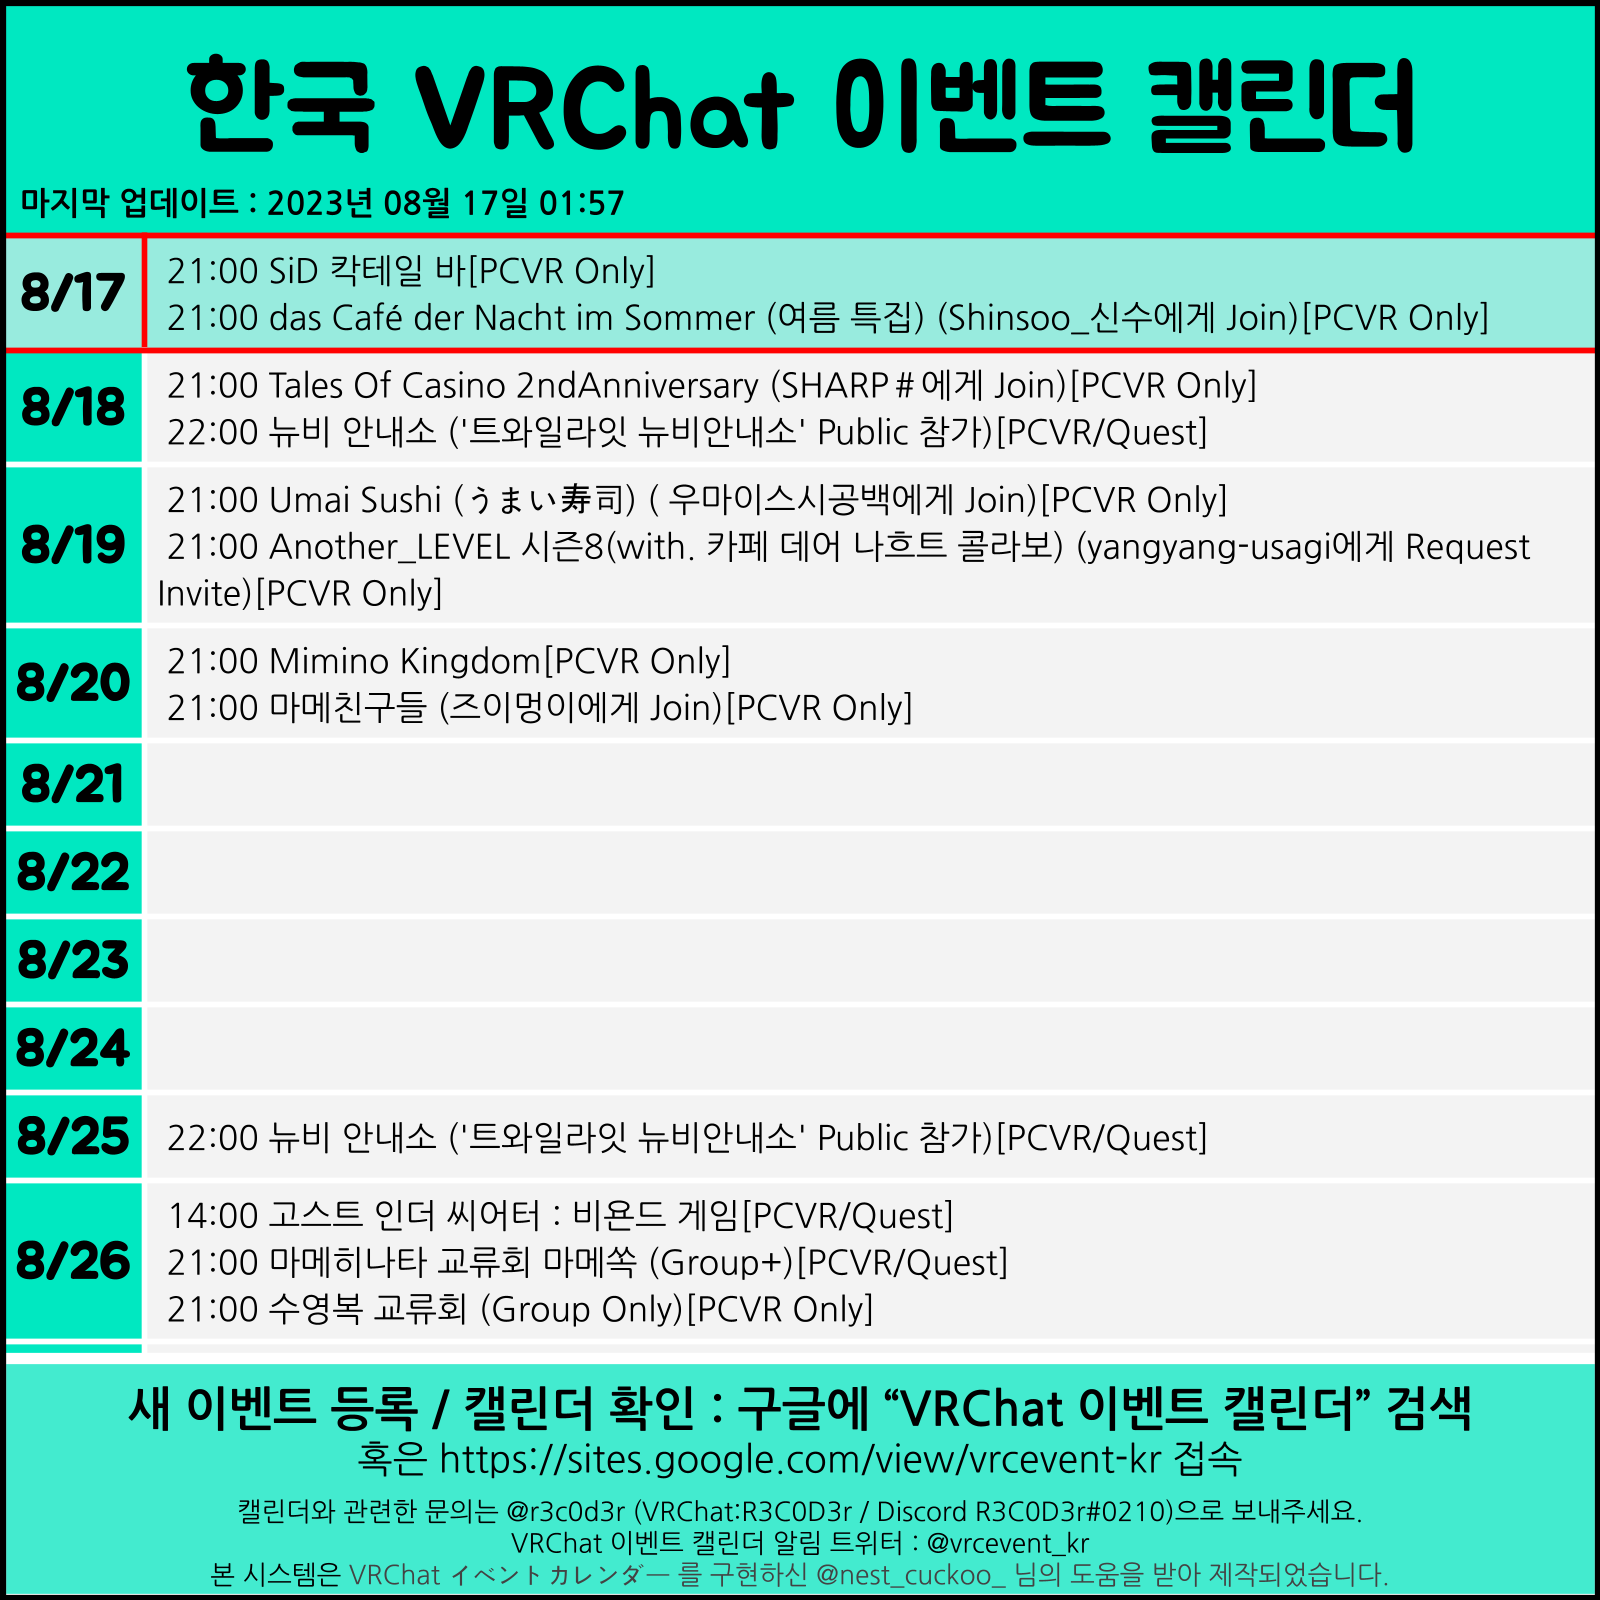 한국 VRChat 이벤트 캘린더
마지막 업데이트 : 2023년 08월 17일 01:57
8/17
21:00 SiD 칵테일 바[PCVR Only]
21:00 das Café der Nacht im Sommer (여름 특집) (Shinsoo_신수에게 Join)[PCVR Only]
8/18
21:00 Tales Of Casino 2ndAnniversary (SHARP＃에게 Join)[PCVR Only]
22:00 뉴비 안내소 ('트와일라잇 뉴비안내소' Public 참가)[PCVR/Quest]
8/19
21:00 Umai Sushi (うまい寿司) ( 우마이스시공백에게 Join)[PCVR Only]
21:00 Another_LEVEL 시즌8(with. 카페 데어 나흐트 콜라보) (yangyang-usagi에게 Request
Invite)[PCVR Only]
8/20
21:00 Mimino Kingdom[PCVR Only]
21:00 마메친구들 (즈이멍이에게 Join)[PCVR Only]
8/21
8/22
8/23
8/24
8/25
22:00 뉴비 안내소 ('트와일라잇 뉴비안내소' Public 참가)[PCVR/Quest]
8/26
14:00 고스트 인더 씨어터 : 비욘드 게임[PCVR/Quest]
21:00 마메히나타 교류회 마메쏙 (Group+)[PCVR/Quest]
21:00 수영복 교류회 (Group Only)[PCVR Only]
새 이벤트 등록 / 캘린더 확인 : 구글에 “VRChat 이벤트 캘린더” 검색
혹은 https://sites.google.com/view/vrcevent-kr 접속
캘린더와 관련한 문의는 @r3c0d3r (VRChat:R3C0D3r / Discord R3C0D3r#0210)으로 보내주세요.
VRChat 이벤트 캘린더 알림 트위터 : @vrcevent_kr
본 시스템은 VRChat イベントカレンダー 를 구현하신 @nest_cuckoo_ 님의 도움을 받아 제작되었습니다.